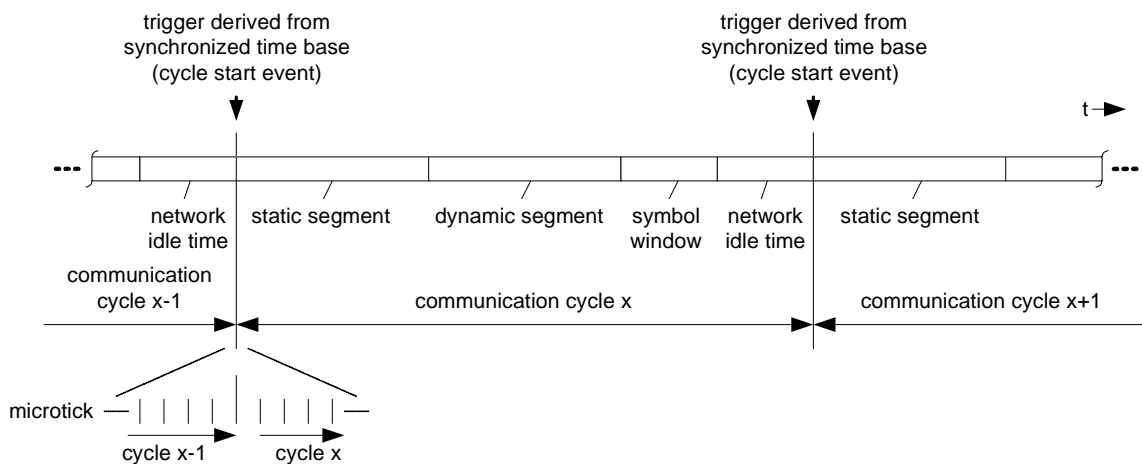 trigger derived from
synchronized time base
(cycle start event)
trigger derived from
synchronized time base
(cycle start event)
t
network
idle time
static segment
dynamic segment
symbol
window
network
idle time
static segment
communication
cycle x-1
communication cycle x
communication cycle x+1
microtick
cycle x-1
cycle x